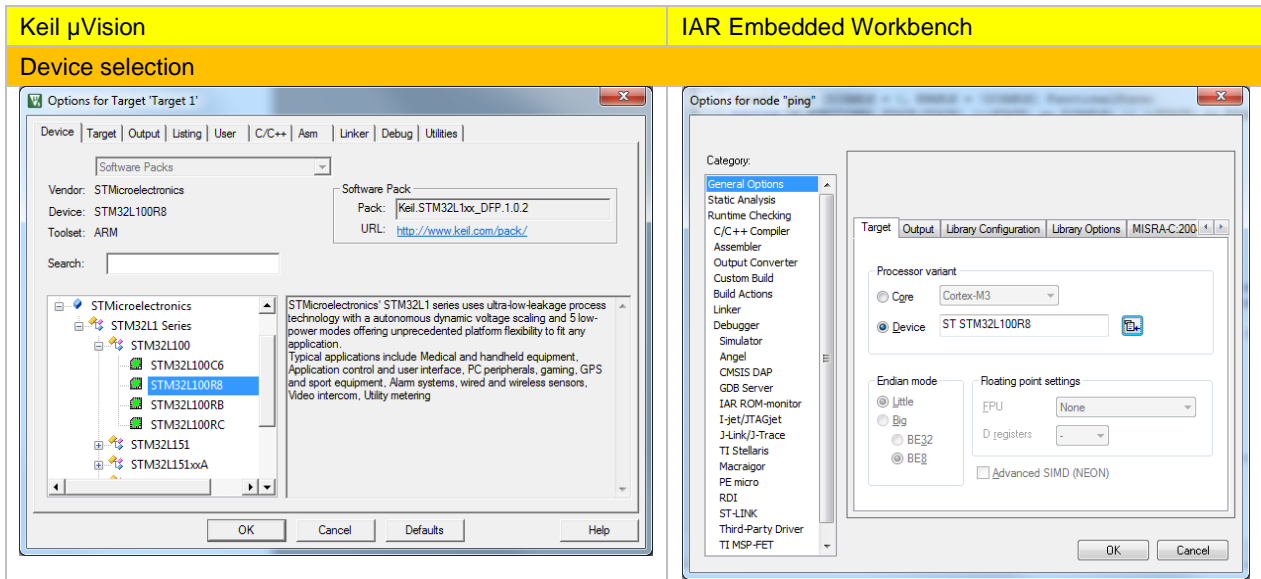 Keil µVision
IAR Embedded Workbench
Device selection
Options for Target 'Target 1'
Device Target Output Listing User C/C++ Asm Linker Debug Utilities
Software Packs
Vendor: STMicroelectronics
Device: STM32L100R8
Toolset: ARM
Software Pack
Pack: Keil.STM32L1xx_DFP.1.0.2
URL: http://www.keil.com/pack/
Search:
STMicroelectronics
STM32L1 Series
STM32L100
STM32L100C6
STM32L100R8
STM32L100RB
STM32L100RC
STM32L151
STM32L151xxA
STMicroelectronics' STM32L1 series uses ultra-low-leakage process
technology with a autonomous dynamic voltage scaling and 5 low-
power modes offering unprecedented platform flexibility to fit any
application.
Typical applications include Medical and handheld equipment,
Application control and user interface, PC peripherals, gaming, GPS
and sport equipment, Alarm systems, wired and wireless sensors,
Video intercom, Utility metering
OK Cancel Defaults Help
Options for node "ping"
Category:
General Options
Static Analysis
Runtime Checking
C/C++ Compiler
Assembler
Output Converter
Custom Build
Build Actions
Linker
Debugger
Simulator
Angel
CMSIS DAP
GDB Server
IAR ROM-monitor
I-jet/JTAGjet
J-Link/J-Trace
TI Stellaris
Macraigor
PE micro
RDI
ST-LINK
Third-Party Driver
TI MSP-FET
Target Output Library Configuration Library Options MISRA-C:200
Processor variant
Core Cortex-M3
Device ST STM32L100R8
Endian mode
Little
Big
BE32
BE8
Floating point settings
FPU None
D registers -
Advanced SIMD (NEON)
OK Cancel